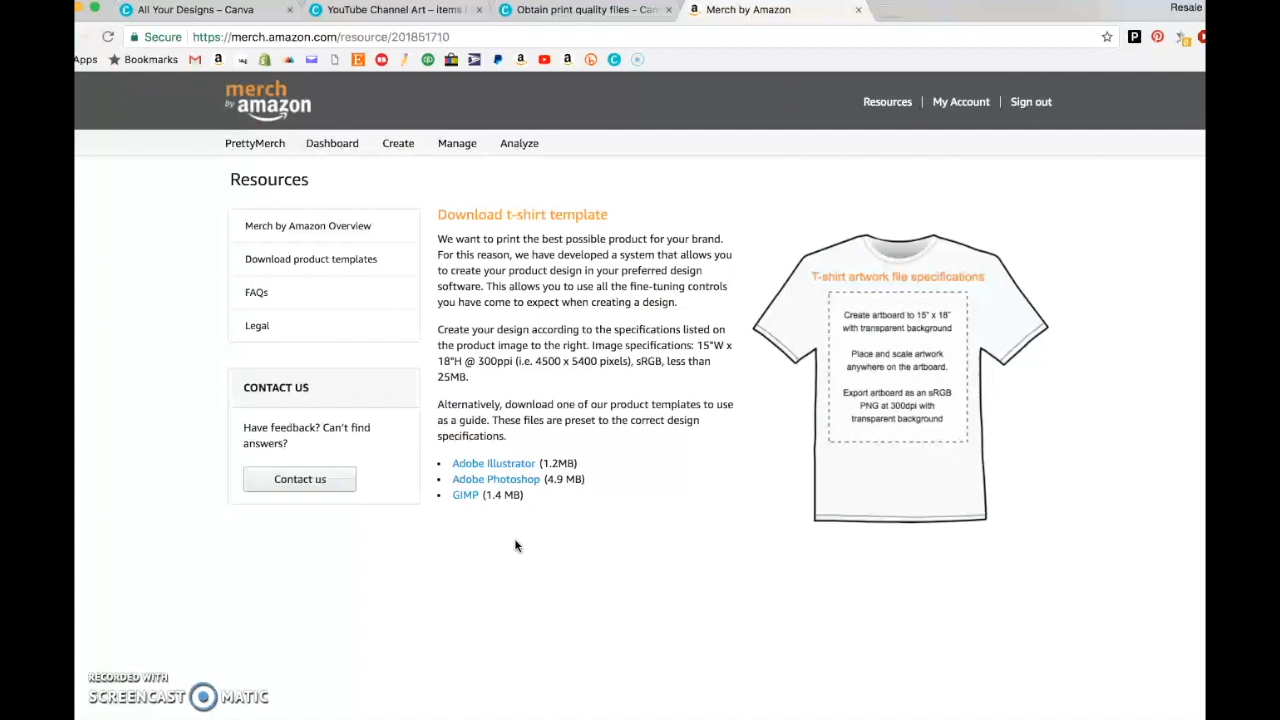 All Your Designs – Canva
YouTube Channel Art – items
Obtain print quality files – Can
Merch by Amazon
Resale
Secure
https://merch.amazon.com/resource/201851710
Apps
Bookmarks
merch
by amazon
Resources
My Account
Sign out
PrettyMerch
Dashboard
Create
Manage
Analyze
Resources
Merch by Amazon Overview
Download product templates
FAQs
Legal
CONTACT US
Have feedback? Can't find
answers?
Contact us
Download t-shirt template
We want to print the best possible product for your brand.
For this reason, we have developed a system that allows you
to create your product design in your preferred design
software. This allows you to use all the fine-tuning controls
you have come to expect when creating a design.
Create your design according to the specifications listed on
the product image to the right. Image specifications: 15"W x
18"H @ 300ppi (i.e. 4500 x 5400 pixels), sRGB, less than
25MB.
Alternatively, download one of our product templates to use
as a guide. These files are preset to the correct design
specifications.
• Adobe Illustrator (1.2MB)
• Adobe Photoshop (4.9 MB)
• GIMP (1.4 MB)
T-shirt artwork file specifications
Create artboard to 15" x 18"
with transparent background
Place and scale artwork
anywhere on the artboard.
Export artboard as an sRGB
PNG at 300dpi with
transparent background
RECORDED WITH
SCREENCAST MATIC